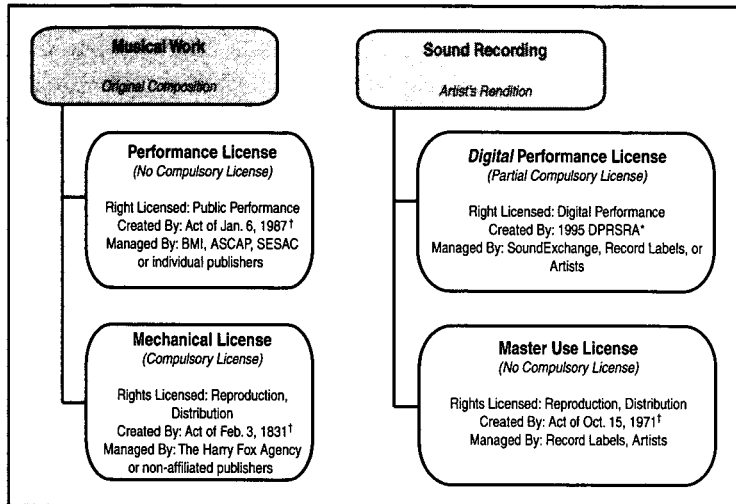 Musical Work
Original Composition
Performance License
(No Compulsory License)
Right Licensed: Public Performance
Created By: Act of Jan. 6, 1987†
Managed By: BMI, ASCAP, SESAC
or individual publishers
Mechanical License
(Compulsory License)
Rights Licensed: Reproduction,
Distribution
Created By: Act of Feb. 3, 1831†
Managed By: The Harry Fox Agency
or non-affiliated publishers
Sound Recording
Artist's Rendition
Digital Performance License
(Partial Compulsory License)
Right Licensed: Digital Performance
Created By: 1995 DPRSRA*
Managed By: SoundExchange, Record Labels, or
Artists
Master Use License
(No Compulsory License)
Rights Licensed: Reproduction, Distribution
Created By: Act of Oct. 15, 1971†
Managed By: Record Labels, Artists